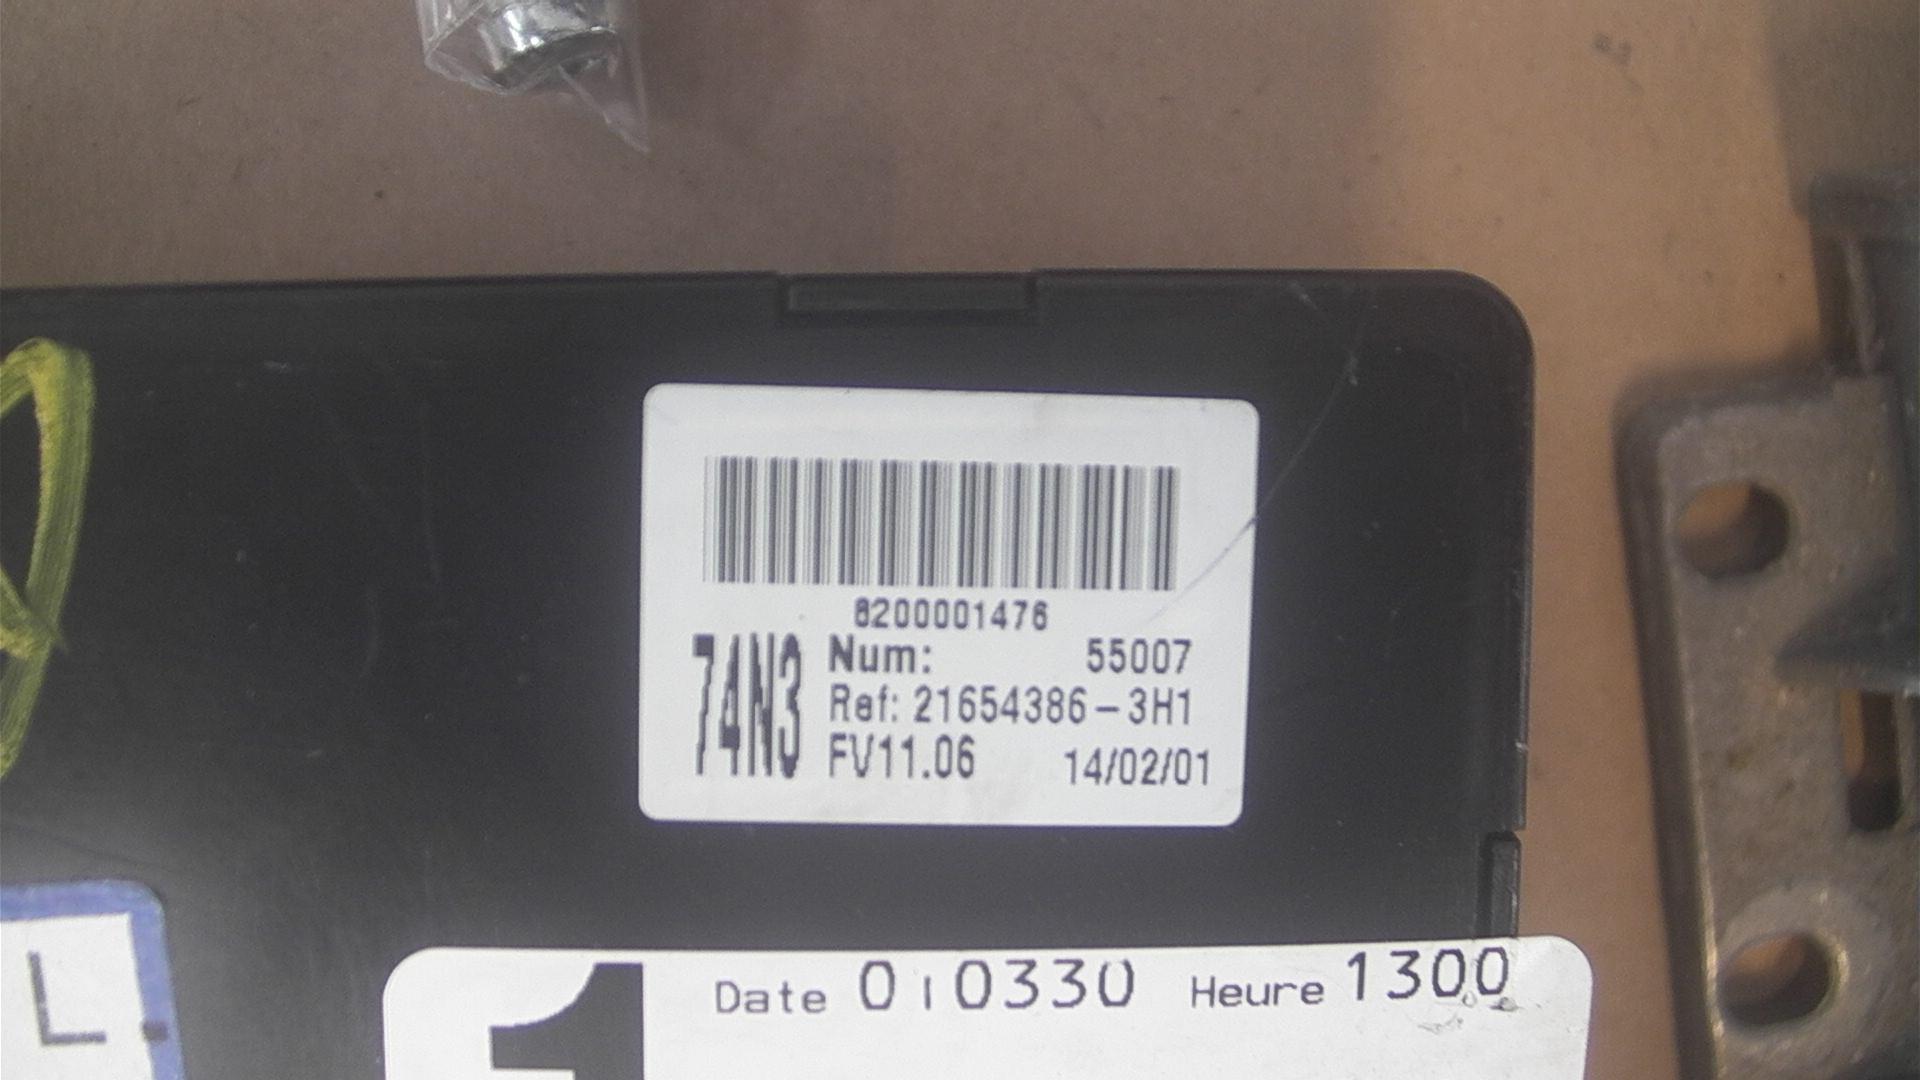 8200001476
74N3
Num: 55007
Ref: 21654386-3H1
FV11.06 14/02/01
L
1
Date 010330 Heure 1300